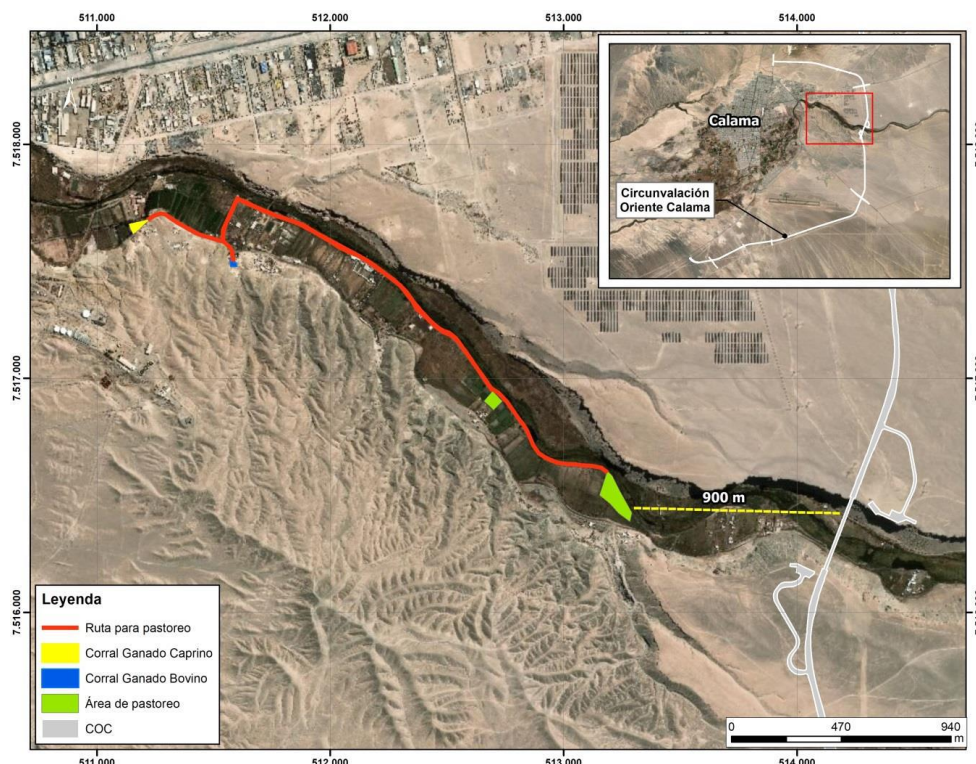 511.000
512.000
513.000
514.000
N
Calama
Circunvalación
Oriente Calama
7.518.000
7.517.000
7.516.000
900 m
Leyenda
Ruta para pastoreo
Corral Ganado Caprino
Corral Ganado Bovino
Área de pastoreo
COC
0
470
940
m
511.000
512.000
513.000
514.000